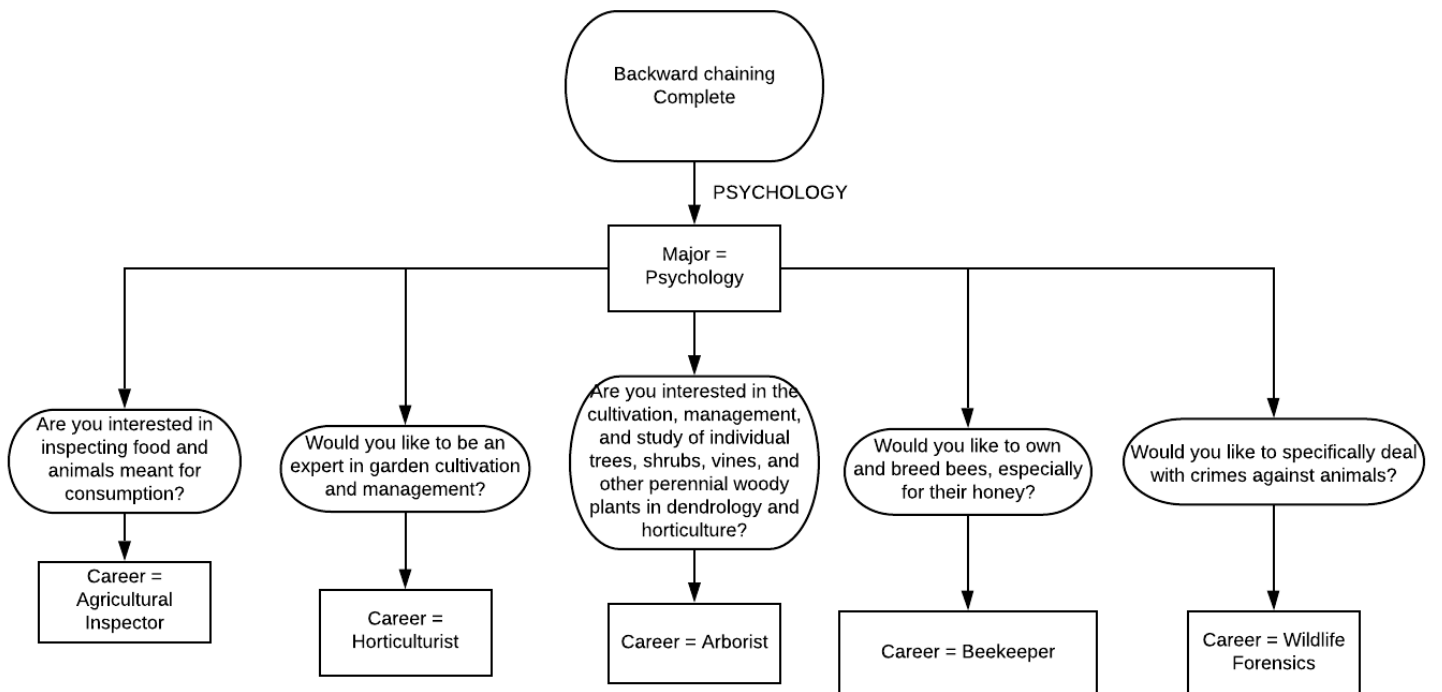 Backward chaining
Complete
PSYCHOLOGY
Major =
Psychology
Are you interested in
inspecting food and
animals meant for
consumption?
Would you like to be an
expert in garden cultivation
and management?
Are you interested in the
cultivation, management,
and study of individual
trees, shrubs, vines, and
other perennial woody
plants in dendrology and
horticulture?
Would you like to own
and breed bees, especially
for their honey?
Would you like to specifically deal
with crimes against animals?
Career =
Agricultural
Inspector
Career =
Horticulturist
Career = Arborist
Career = Beekeeper
Career = Wildlife
Forensics